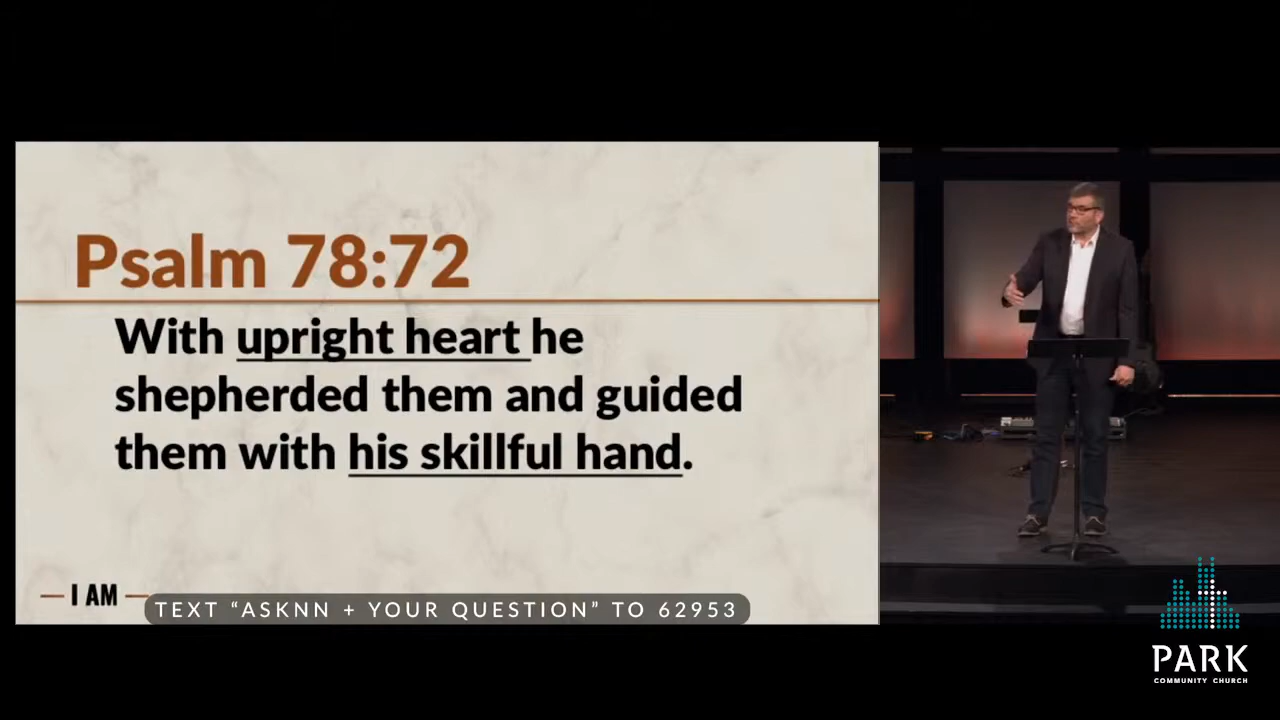 Psalm 78:72
With upright heart he
shepherded them and guided
them with his skillful hand.
I AM
TEXT “ASKNN + YOUR QUESTION” TO 62953
PARK
COMMUNITY CHURCH